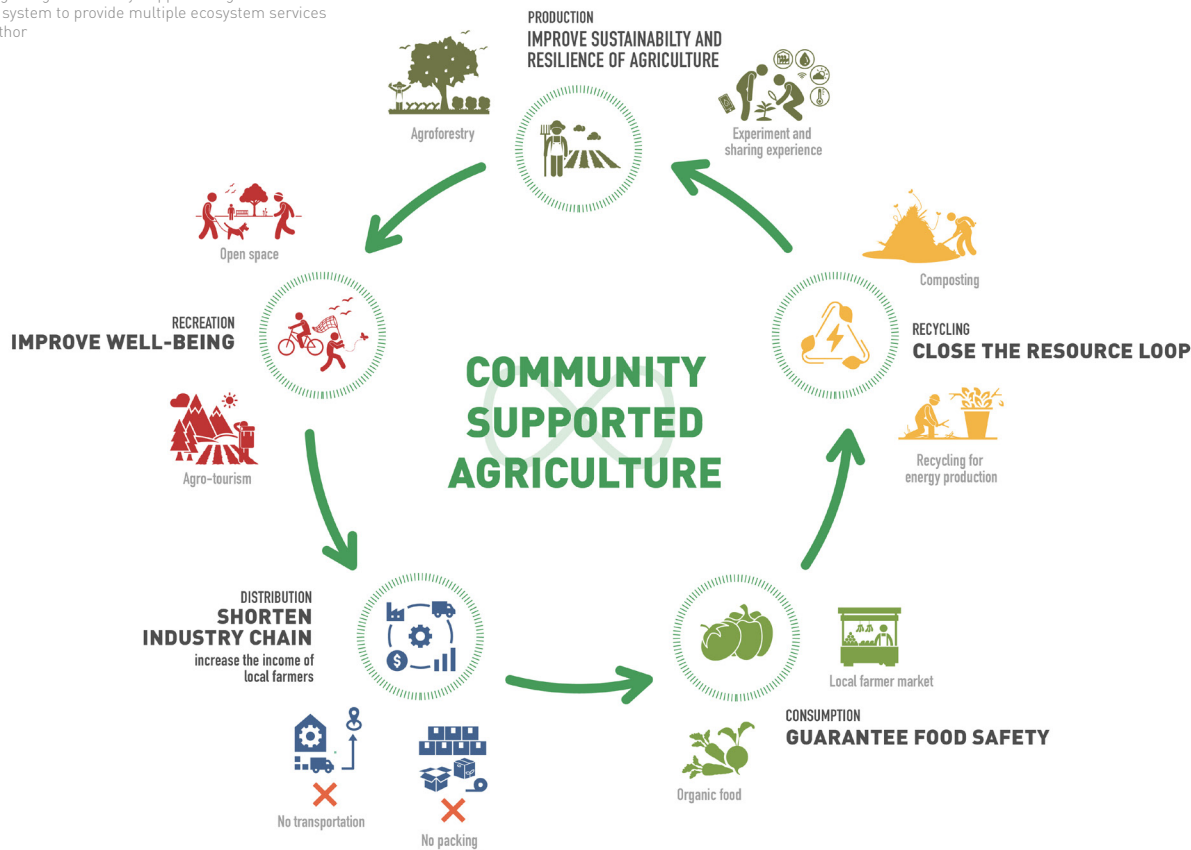 system to provide multiple ecosystem services
PRODUCTION
IMPROVE SUSTAINABILTY AND
RESILIENCE OF AGRICULTURE
Agroforestry
Experiment and
sharing experience
Open space
RECREATION
IMPROVE WELL-BEING
Agro-tourism
Composting
RECYCLING
CLOSE THE RESOURCE LOOP
Recycling for
energy production
COMMUNITY
SUPPORTED
AGRICULTURE
DISTRIBUTION
SHORTEN
INDUSTRY CHAIN
increase the income of
local farmers
No transportation
No packing
Local farmer market
CONSUMPTION
GUARANTEE FOOD SAFETY
Organic food